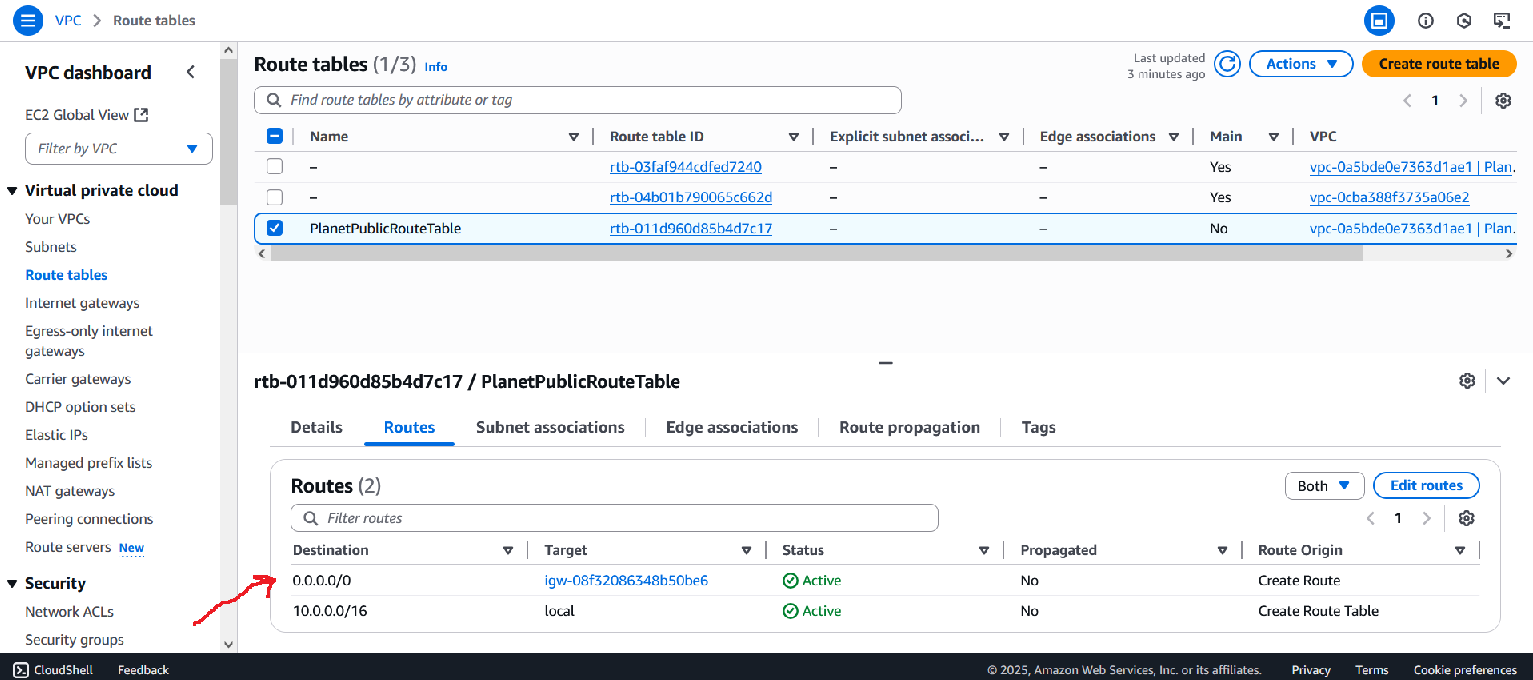 VPC > Route tables
VPC dashboard
EC2 Global View
Filter by VPC
Virtual private cloud
Your VPCs
Subnets
Route tables
Internet gateways
Egress-only internet
gateways
Carrier gateways
DHCP option sets
Elastic IPs
Managed prefix lists
NAT gateways
Peering connections
Route servers New
Security
Network ACLs
Security groups
Route tables (1/3) Info
Last updated
3 minutes ago
Actions
Create route table
Find route tables by attribute or tag
1
Name Route table ID Explicit subnet associ... Edge associations Main VPC
– rtb-03faf944cdfed7240 – – Yes vpc-0a5bde0e7363d1ae1 | Plan.
– rtb-04b01b790065c662d – – Yes vpc-0cba388f3735a06e2
PlanetPublicRouteTable rtb-011d960d85b4d7c17 – – No vpc-0a5bde0e7363d1ae1 | Plan.
rtb-011d960d85b4d7c17 / PlanetPublicRouteTable
Details Routes Subnet associations Edge associations Route propagation Tags
Routes (2)
Both
Edit routes
Filter routes
1
Destination Target Status Propagated Route Origin
0.0.0.0/0 igw-08f32086348b50be6 Active No Create Route
10.0.0.0/16 local Active No Create Route Table
CloudShell Feedback © 2025, Amazon Web Services, Inc. or its affiliates. Privacy Terms Cookie preferences